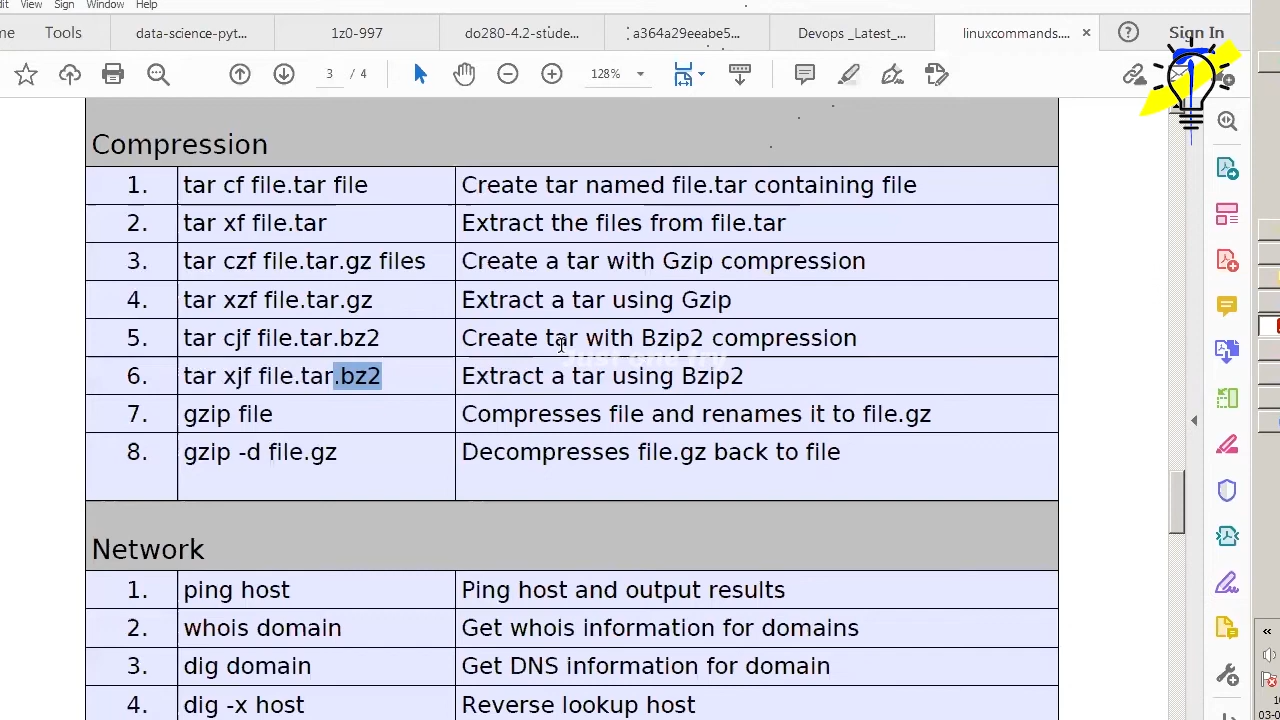 dit View Sign Window Help
me Tools data-science-pyt... 1z0-997 do280-4.2-stude... a364a29eeabe5... Devops _Latest_... linuxcommands.... × Sign In
3 / 4 128%
Compression
1. tar cf file.tar file Create tar named file.tar containing file
2. tar xf file.tar Extract the files from file.tar
3. tar czf file.tar.gz files Create a tar with Gzip compression
4. tar xzf file.tar.gz Extract a tar using Gzip
5. tar cjf file.tar.bz2 Create tar with Bzip2 compression
6. tar xjf file.tar.bz2 Extract a tar using Bzip2
7. gzip file Compresses file and renames it to file.gz
8. gzip -d file.gz Decompresses file.gz back to file
Network
1. ping host Ping host and output results
2. whois domain Get whois information for domains
3. dig domain Get DNS information for domain
4. dig -x host Reverse lookup host